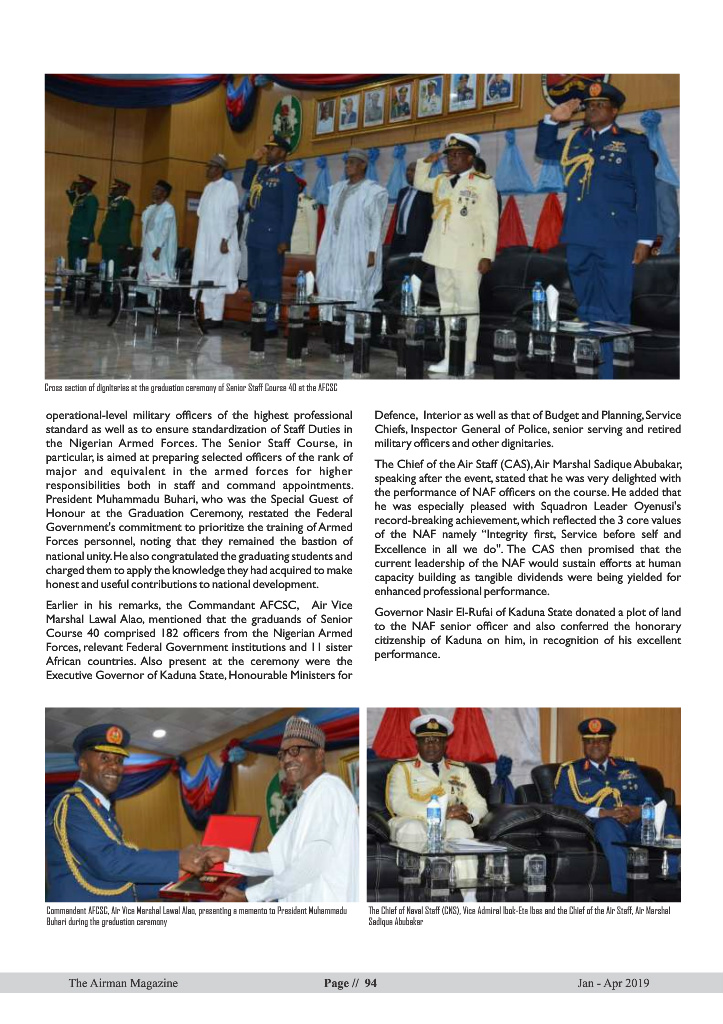 Cross section of dignitaries at the graduation ceremony of Senior Staff Course 40 at the AFCSC
operational-level military officers of the highest professional
standard as well as to ensure standardization of Staff Duties in
the Nigerian Armed Forces. The Senior Staff Course, in
particular, is aimed at preparing selected officers of the rank of
major and equivalent in the armed forces for higher
responsibilities both in staff and command appointments.
President Muhammadu Buhari, who was the Special Guest of
Honour at the Graduation Ceremony, restated the Federal
Government's commitment to prioritize the training of Armed
Forces personnel, noting that they remained the bastion of
national unity. He also congratulated the graduating students and
charged them to apply the knowledge they had acquired to make
honest and useful contributions to national development.
Earlier in his remarks, the Commandant AFCSC, Air Vice
Marshal Lawal Alao, mentioned that the graduands of Senior
Course 40 comprised 182 officers from the Nigerian Armed
Forces, relevant Federal Government institutions and 11 sister
African countries. Also present at the ceremony were the
Executive Governor of Kaduna State, Honourable Ministers for
Defence, Interior as well as that of Budget and Planning, Service
Chiefs, Inspector General of Police, senior serving and retired
military officers and other dignitaries.
The Chief of the Air Staff (CAS), Air Marshal Sadique Abubakar,
speaking after the event, stated that he was very delighted with
the performance of NAF officers on the course. He added that
he was especially pleased with Squadron Leader Oyenusi's
record-breaking achievement, which reflected the 3 core values
of the NAF namely “Integrity first, Service before self and
Excellence in all we do". The CAS then promised that the
current leadership of the NAF would sustain efforts at human
capacity building as tangible dividends were being yielded for
enhanced professional performance.
Governor Nasir El-Rufai of Kaduna State donated a plot of land
to the NAF senior officer and also conferred the honorary
citizenship of Kaduna on him, in recognition of his excellent
performance.
Commandant AFCSC, Air Vice Marshal Lawal Alao, presenting a memento to President Muhammadu
Buhari during the graduation ceremony
The Chief of Naval Staff (CNS), Vice Admiral Ibok-Ete Ibas and the Chief of the Air Staff, Air Marshal
Sadique Abubakar
The Airman Magazine
Page // 94
Jan - Apr 2019